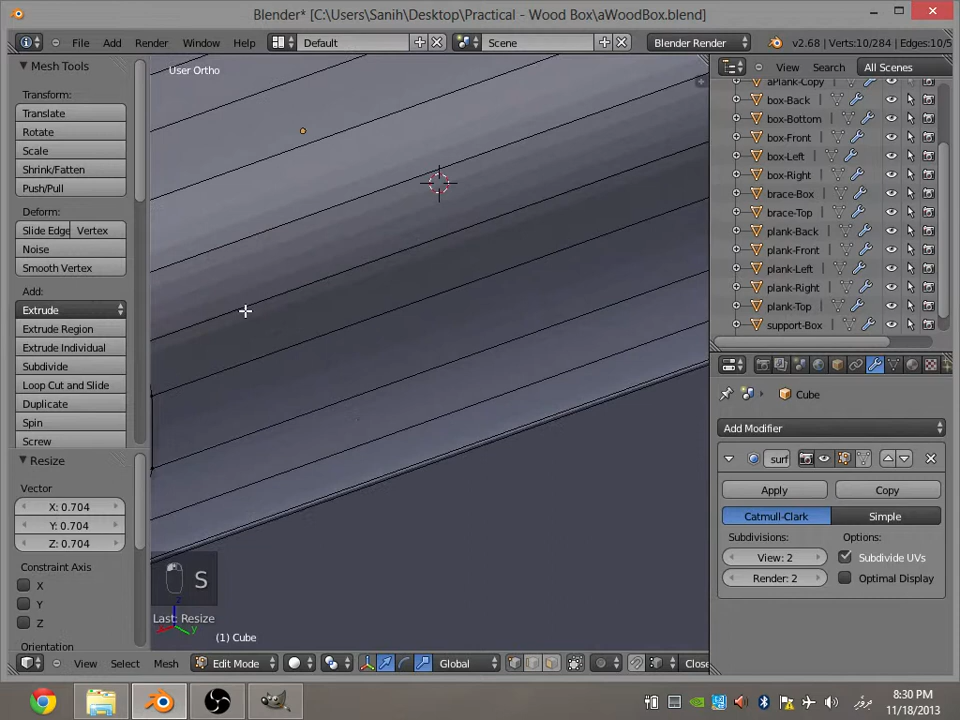 Blender* [C:\Users\Sanih\Desktop\Practical - Wood Box\aWoodBox.blend]
File Add Render Window Help Default Scene Blender Render v2.68 | Verts:10/284 | Edges:10/5
Mesh Tools
Transform:
Translate
Rotate
Scale
Shrink/Fatten
Push/Pull
Deform:
Slide Edge Vertex
Noise
Smooth Vertex
Add:
Extrude
Extrude Region
Extrude Individual
Subdivide
Loop Cut and Slide
Duplicate
Spin
Screw
Resize
Vector
X: 0.704
Y: 0.704
Z: 0.704
Constraint Axis
X
Y
Z
Orientation
User Ortho
S
Last: Resize
(1) Cube
View Select Mesh Edit Mode Global Close
View Search All Scenes
aPlank-Copy
box-Back
box-Bottom
box-Front
box-Left
box-Right
brace-Box
brace-Top
plank-Back
plank-Front
plank-Left
plank-Right
plank-Top
support-Box
Cube
Add Modifier
surf
Apply Copy
Catmull-Clark Simple
Subdivisions: Options:
View: 2 Subdivide UVs
Render: 2 Optimal Display
8:30 PM
11/18/2013